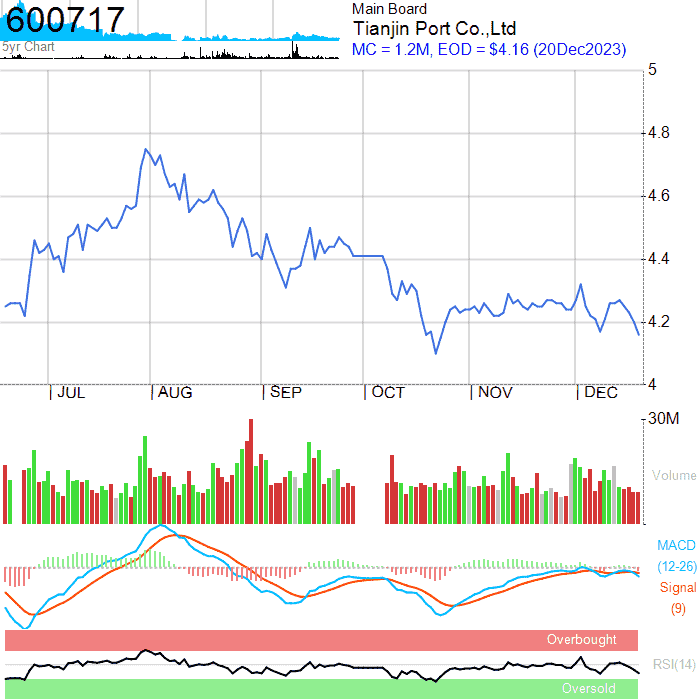 600717
5yr Chart
Main Board
Tianjin Port Co.,Ltd
MC = 1.2M, EOD = $4.16 (20Dec2023)
5
4.8
4.6
4.4
4.2
4
JUL
AUG
SEP
OCT
NOV
DEC
30M
Volume
MACD
(12-26)
Signal
(9)
Overbought
RSI(14)
Oversold